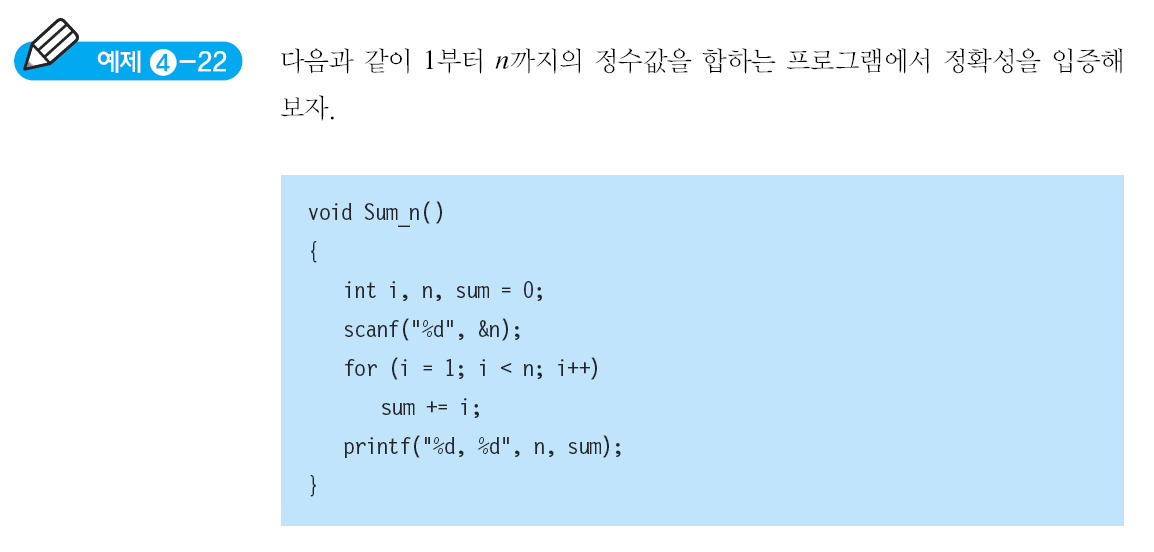 예제 4-22
다음과 같이 1부터 n까지의 정수값을 합하는 프로그램에서 정확성을 입증해
보자.
void Sum_n()
{
int i, n, sum = 0;
scanf("%d", &n);
for (i = 1; i < n; i++)
sum += i;
printf("%d, %d", n, sum);
}